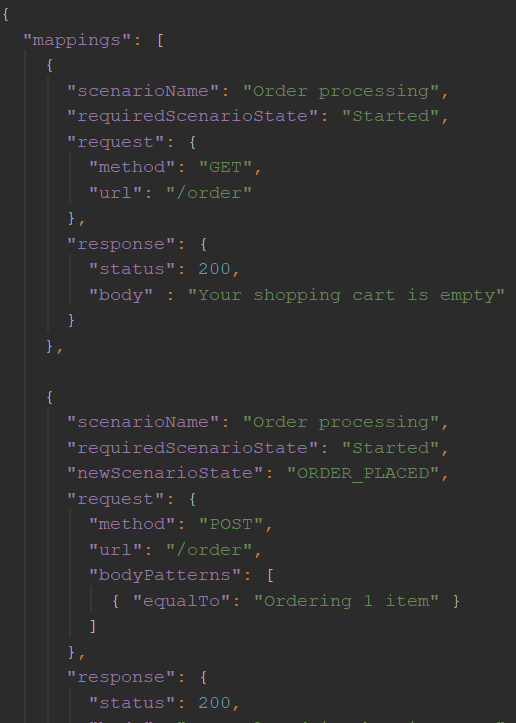 {
"mappings": [
{
"scenarioName": "Order processing",
"requiredScenarioState": "Started",
"request": {
"method": "GET",
"url": "/order"
},
"response": {
"status": 200,
"body" : "Your shopping cart is empty"
}
},
{
"scenarioName": "Order processing",
"requiredScenarioState": "Started",
"newScenarioState": "ORDER_PLACED",
"request": {
"method": "POST",
"url": "/order",
"bodyPatterns": [
{ "equalTo": "Ordering 1 item" }
]
},
"response": {
"status": 200,